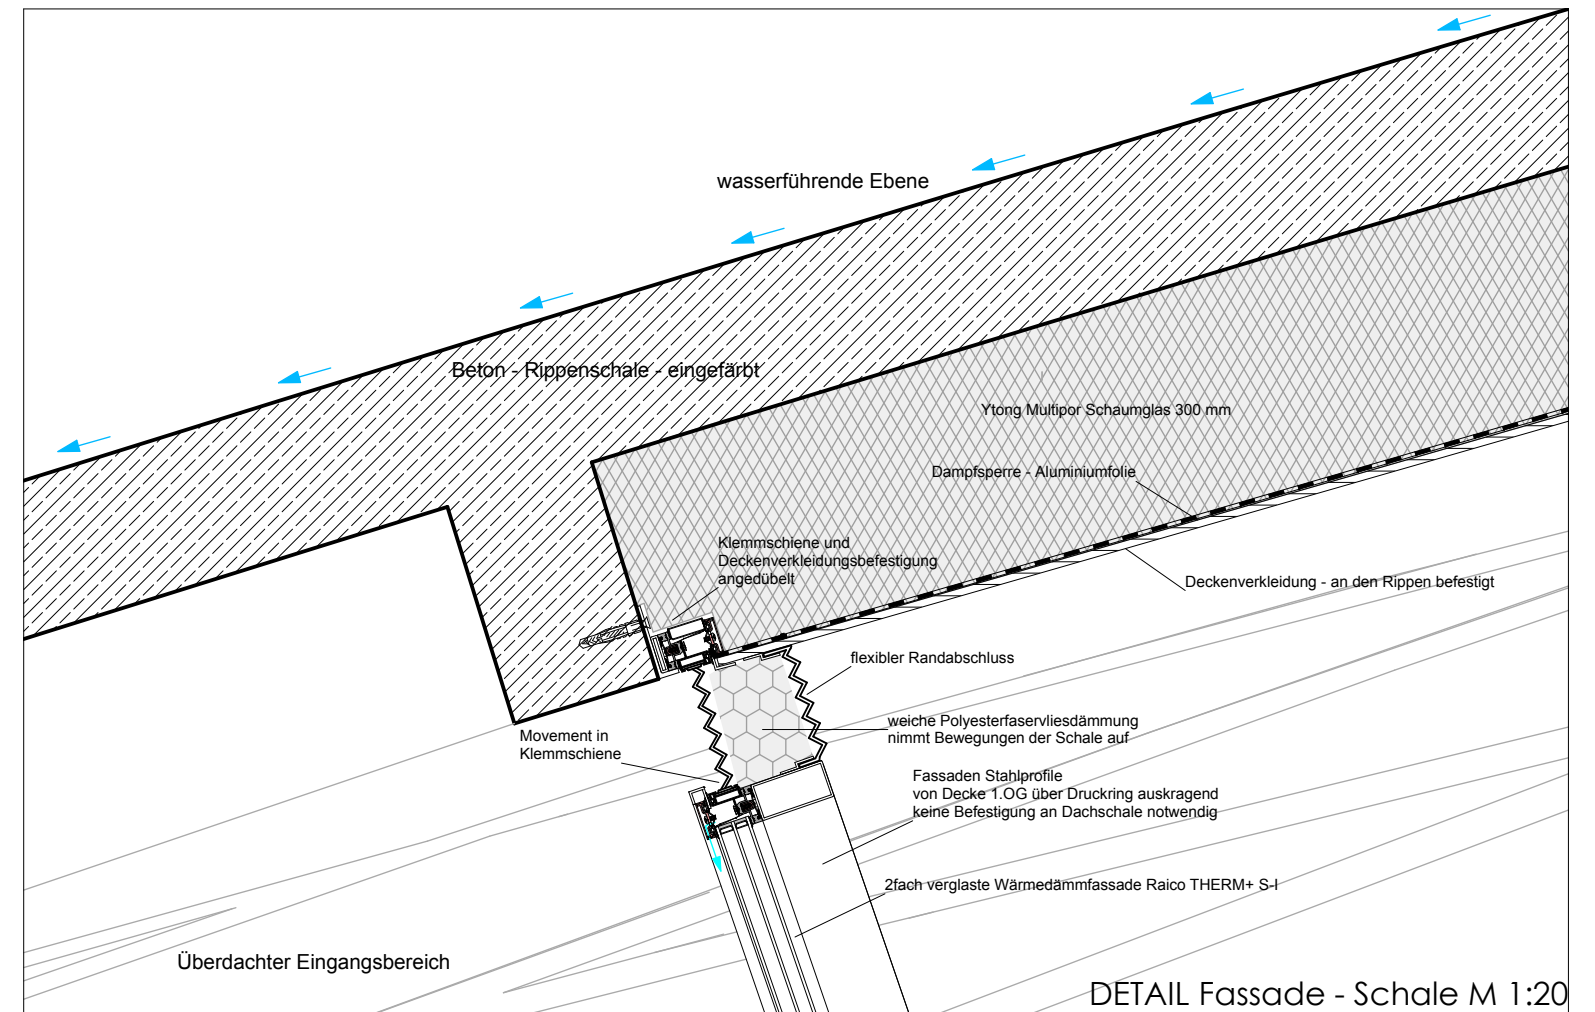 wasserführende Ebene
Beton - Rippenschale - eingefärbt
Ytong Multipor Schaumglas 300 mm
Dampfsperre - Aluminiumfolie
Klemmschiene und
Deckenverkleidungsbefestigung
angedübelt
Deckenverkleidung - an den Rippen befestigt
flexibler Randabschluss
weiche Polyesterfaservliesdämmung
nimmt Bewegungen der Schale auf
Movement in
Klemmschiene
Fassaden Stahlprofile
von Decke 1.OG über Druckring auskragend
keine Befestigung an Dachschale notwendig
2fach verglaste Wärmedämmfassade Raico THERM+ S-I
Überdachter Eingangsbereich
DETAIL Fassade - Schale M 1:20